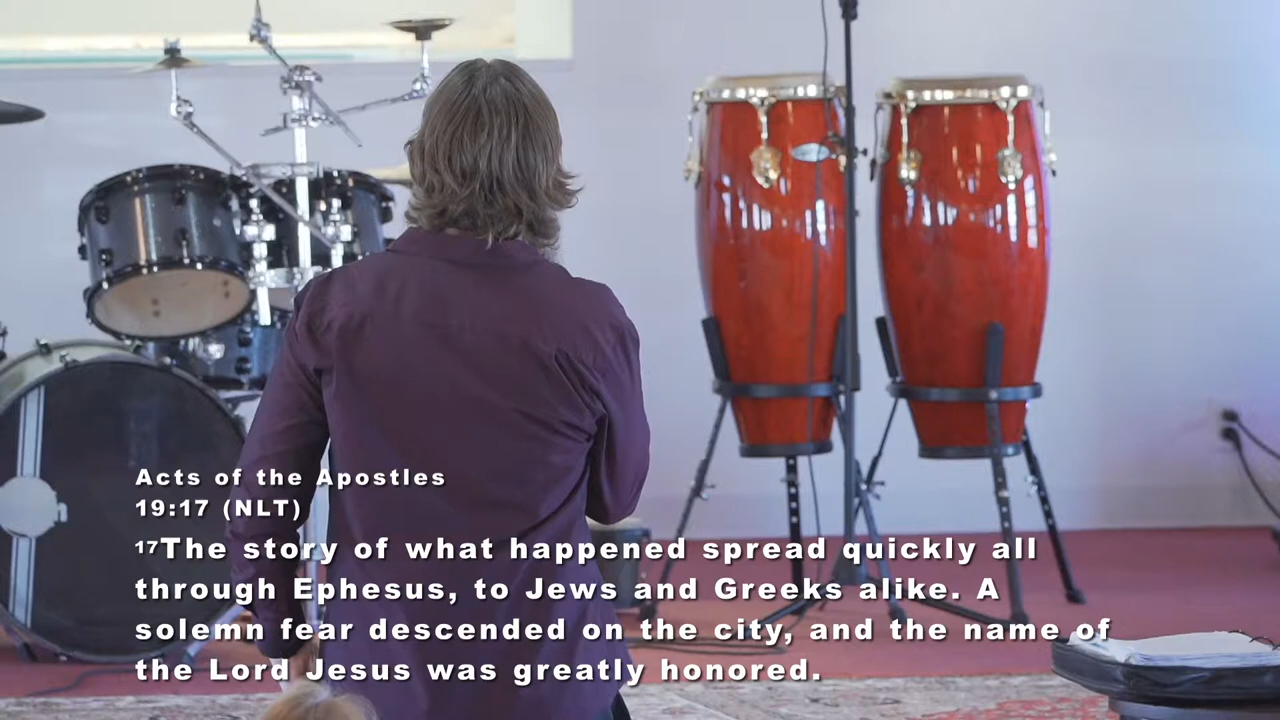 Acts of the Apostles
19:17 (NLT)
17The story of what happened spread quickly all
through Ephesus, to Jews and Greeks alike. A
solemn fear descended on the city, and the name of
the Lord Jesus was greatly honored.